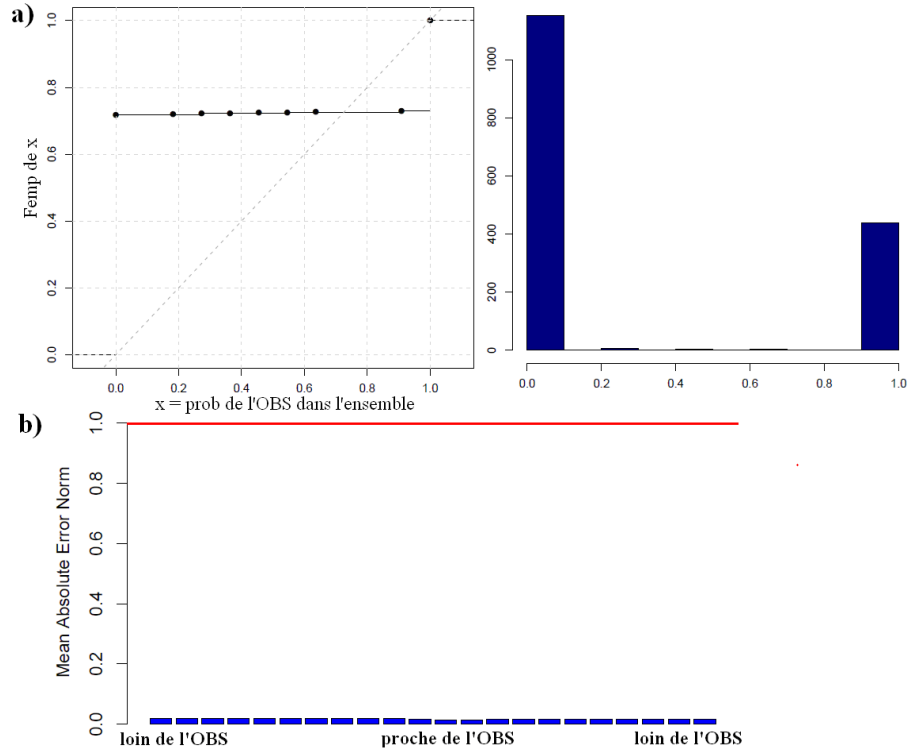 a)
1.0
0.8
0.6
0.4
0.2
0.0
Femp de x
0.0 0.2 0.4 0.6 0.8 1.0
x = prob de l'OBS dans l'ensemble
1000
800
600
400
200
0
0.0 0.2 0.4 0.6 0.8 1.0
b)
1.0
0.8
0.6
0.4
0.2
0.0
Mean Absolute Error Norm
loin de l'OBS proche de l'OBS loin de l'OBS